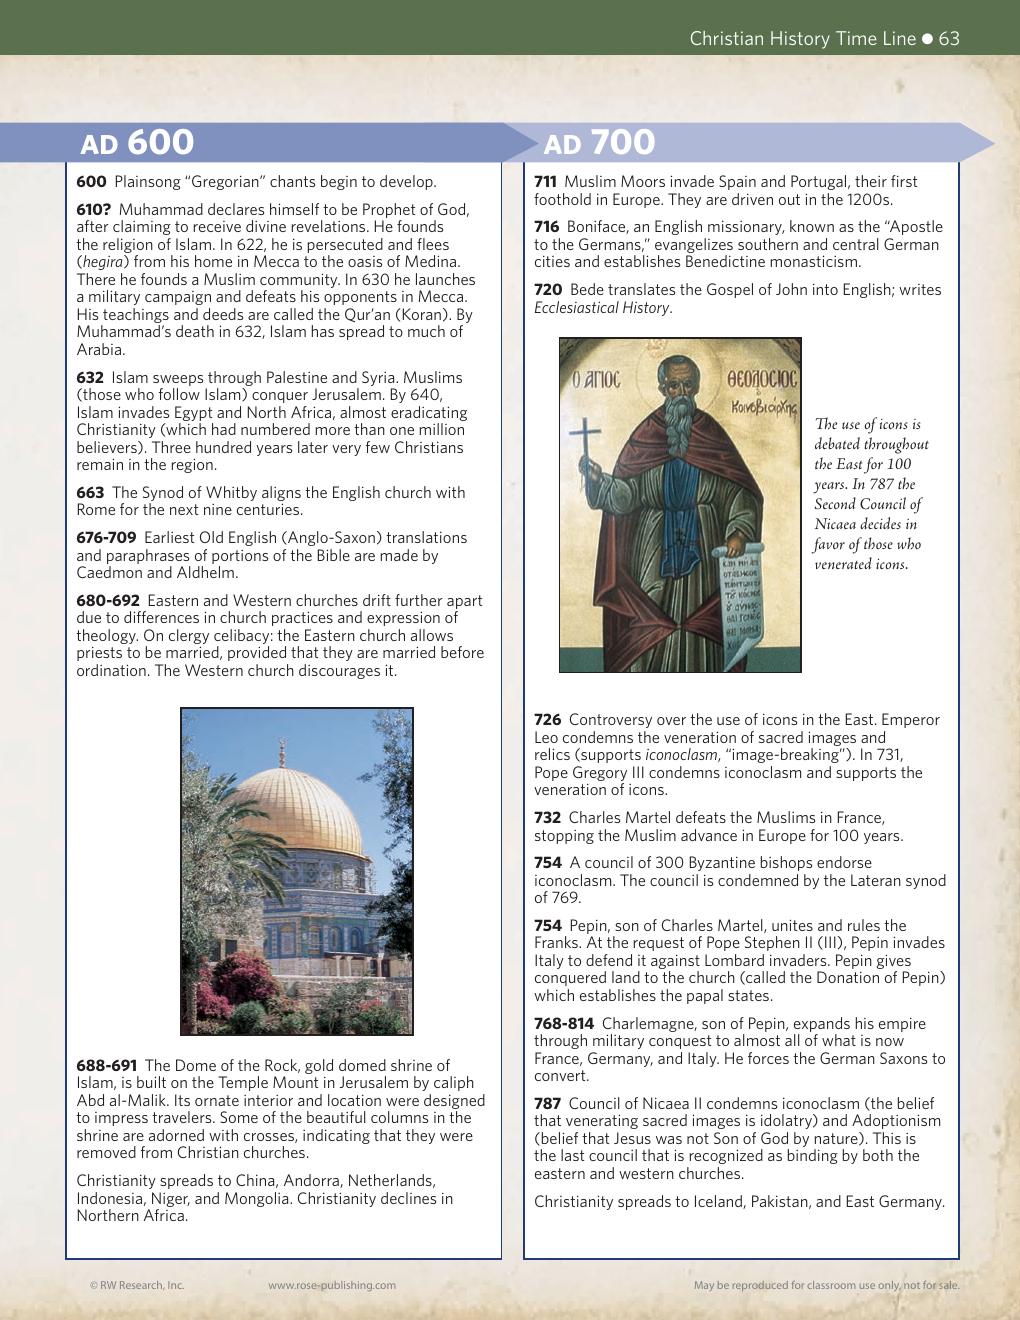 Christian History Time Line ● 63
AD 600
600 Plainsong “Gregorian” chants begin to develop.
610? Muhammad declares himself to be Prophet of God,
after claiming to receive divine revelations. He founds
the religion of Islam. In 622, he is persecuted and flees
(hegira) from his home in Mecca to the oasis of Medina.
There he founds a Muslim community. In 630 he launches
a military campaign and defeats his opponents in Mecca.
His teachings and deeds are called the Qur’an (Koran). By
Muhammad’s death in 632, Islam has spread to much of
Arabia.
632 Islam sweeps through Palestine and Syria. Muslims
(those who follow Islam) conquer Jerusalem. By 640,
Islam invades Egypt and North Africa, almost eradicating
Christianity (which had numbered more than one million
believers). Three hundred years later very few Christians
remain in the region.
663 The Synod of Whitby aligns the English church with
Rome for the next nine centuries.
676-709 Earliest Old English (Anglo-Saxon) translations
and paraphrases of portions of the Bible are made by
Caedmon and Aldhelm.
680-692 Eastern and Western churches drift further apart
due to differences in church practices and expression of
theology. On clergy celibacy: the Eastern church allows
priests to be married, provided that they are married before
ordination. The Western church discourages it.
688-691 The Dome of the Rock, gold domed shrine of
Islam, is built on the Temple Mount in Jerusalem by caliph
Abd al-Malik. Its ornate interior and location were designed
to impress travelers. Some of the beautiful columns in the
shrine are adorned with crosses, indicating that they were
removed from Christian churches.
Christianity spreads to China, Andorra, Netherlands,
Indonesia, Niger, and Mongolia. Christianity declines in
Northern Africa.
AD 700
711 Muslim Moors invade Spain and Portugal, their first
foothold in Europe. They are driven out in the 1200s.
716 Boniface, an English missionary, known as the “Apostle
to the Germans,” evangelizes southern and central German
cities and establishes Benedictine monasticism.
720 Bede translates the Gospel of John into English; writes
Ecclesiastical History.
Ο ΑΓΙΟC
ΘΕΟΔΟCΙΟC
Κοινοβιάρχης
The use of icons is
debated throughout
the East for 100
years. In 787 the
Second Council of
Nicaea decides in
favor of those who
venerated icons.
726 Controversy over the use of icons in the East. Emperor
Leo condemns the veneration of sacred images and
relics (supports iconoclasm, “image-breaking”). In 731,
Pope Gregory III condemns iconoclasm and supports the
veneration of icons.
732 Charles Martel defeats the Muslims in France,
stopping the Muslim advance in Europe for 100 years.
754 A council of 300 Byzantine bishops endorse
iconoclasm. The council is condemned by the Lateran synod
of 769.
754 Pepin, son of Charles Martel, unites and rules the
Franks. At the request of Pope Stephen II (III), Pepin invades
Italy to defend it against Lombard invaders. Pepin gives
conquered land to the church (called the Donation of Pepin)
which establishes the papal states.
768-814 Charlemagne, son of Pepin, expands his empire
through military conquest to almost all of what is now
France, Germany, and Italy. He forces the German Saxons to
convert.
787 Council of Nicaea II condemns iconoclasm (the belief
that venerating sacred images is idolatry) and Adoptionism
(belief that Jesus was not Son of God by nature). This is
the last council that is recognized as binding by both the
eastern and western churches.
Christianity spreads to Iceland, Pakistan, and East Germany.
© RW Research, Inc. www.rose-publishing.com May be reproduced for classroom use only, not for sale.